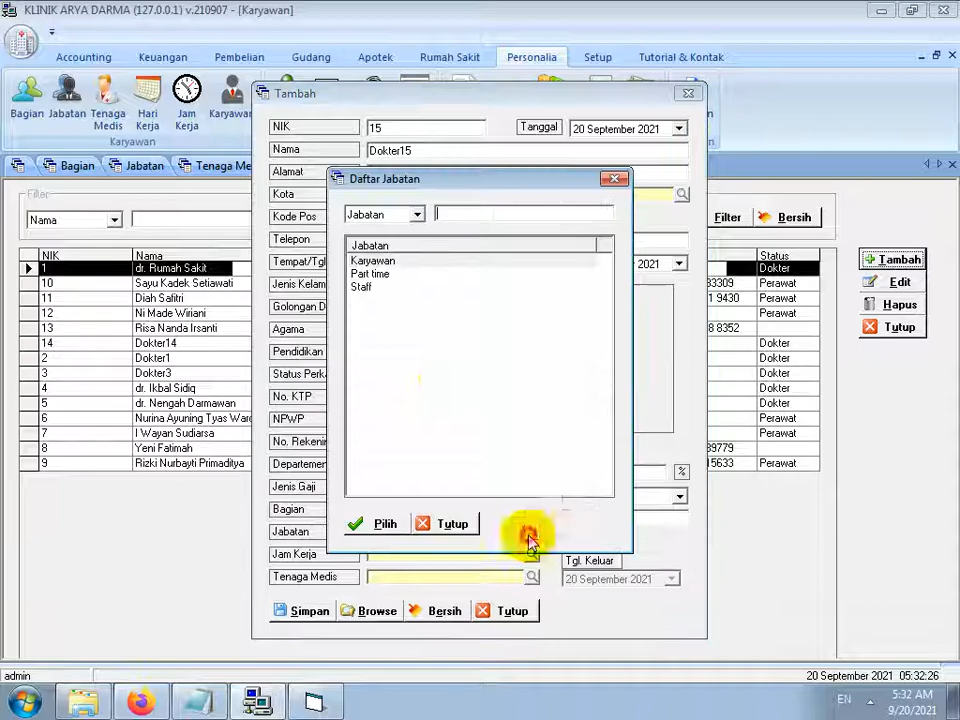 KLINIK ARYA DARMA (127.0.0.1) v.210907 - [Karyawan]
Accounting Keuangan Pembelian Gudang Apotek Rumah Sakit Personalia Setup Tutorial & Kontak
Bagian Jabatan Tenaga Medis Hari Kerja Jam Kerja Karyawan
Karyawan
Bagian Jabatan Tenaga Me
Filter
Nama
Filter Bersih
NIK Nama Status
1 dr. Rumah Sakit Dokter
10 Sayu Kadek Setiawati 33309 Perawat
11 Diah Safitri 1 9430 Perawat
12 Ni Made Wiriani Perawat
13 Risa Nanda Irsanti 8 8352
14 Dokter14 Dokter
2 Dokter1 Dokter
3 Dokter3 Dokter
4 dr. Ikbal Sidiq Dokter
5 dr. Nengah Darmawan Dokter
6 Nurina Ayuning Tyas Ward Perawat
7 I Wayan Sudiarsa Perawat
8 Yeni Fatimah 39779 Perawat
9 Rizki Nurbayti Primaditya 15633 Perawat
Tambah
Edit
Hapus
Tutup
Tambah
NIK 15 Tanggal 20 September 2021
Nama Dokter15
Alamat
Kota
Kode Pos
Telepon
Tempat/Tgl 2021
Jenis Kelam
Golongan D
Agama
Pendidikan
Status Perka
No. KTP
NPWP
No. Rekenin
Departemen
Jenis Gaji
Bagian
Jabatan
Jam Kerja
Tenaga Medis
%
Tgl. Keluar
20 September 2021
Simpan Browse Bersih Tutup
Daftar Jabatan
Jabatan
Jabatan
Karyawan
Part time
Staff
Pilih Tutup
admin 20 September 2021 05:32:26
EN 5:32 AM
9/20/2021